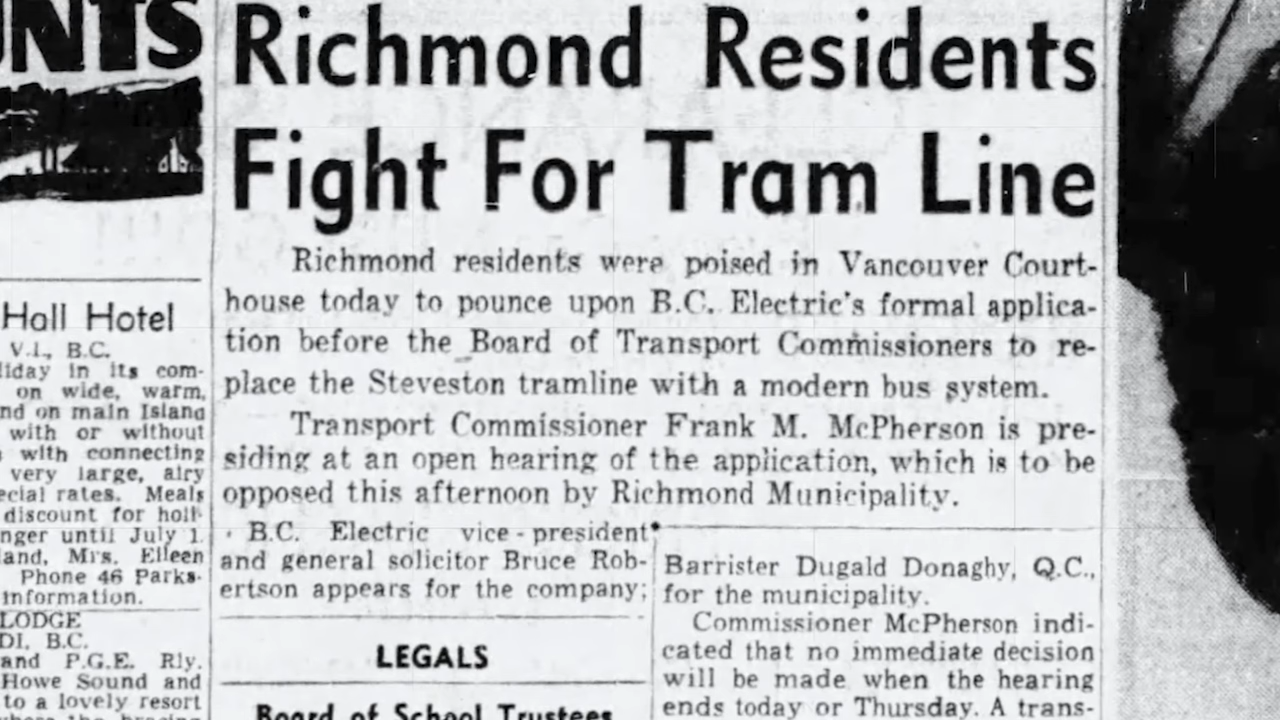 UNTS
Hall Hotel
V.I., B.C.
liday in its com-
on wide, warm,
nd on main Island
with or without
with connecting
very large, airy
ecial rates. Meals
discount for holi-
nger until July 1.
land, Mrs. Eileen
Phone 46 Parks-
information.
LODGE
DI, B.C.
and P.G.E. Rly.
Howe Sound and
to a lovely resort
Richmond Residents
Fight For Tram Line
Richmond residents were poised in Vancouver Court-
house today to pounce upon B.C. Electric's formal applica-
tion before the Board of Transport Commissioners to re-
place the Steveston tramline with a modern bus system.
Transport Commissioner Frank M. McPherson is pre-
siding at an open hearing of the application, which is to be
opposed this afternoon by Richmond Municipality.
B.C. Electric vice-president
and general solicitor Bruce Rob-
ertson appears for the company;
LEGALS
Board of School Trustees
Barrister Dugald Donaghy, Q.C.,
for the municipality.
Commissioner McPherson indi-
cated that no immediate decision
will be made when the hearing
ends today or Thursday. A trans-